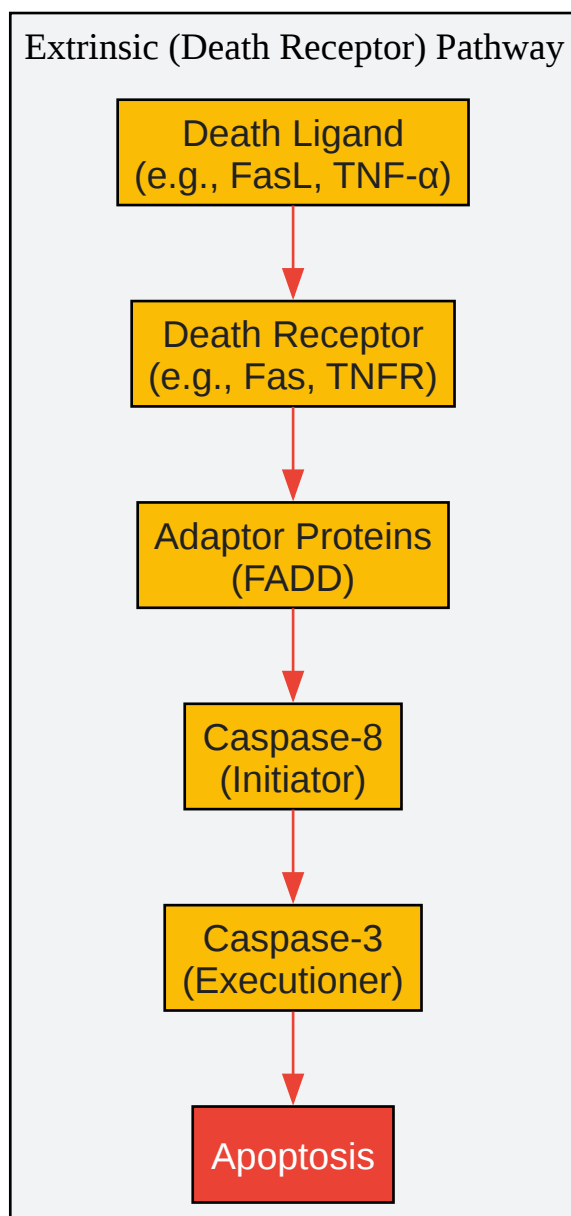 Extrinsic (Death Receptor) Pathway
Death Ligand
(e.g., FasL, TNF-α)
Death Receptor
(e.g., Fas, TNFR)
Adaptor Proteins
(FADD)
Caspase-8
(Initiator)
Caspase-3
(Executioner)
Apoptosis